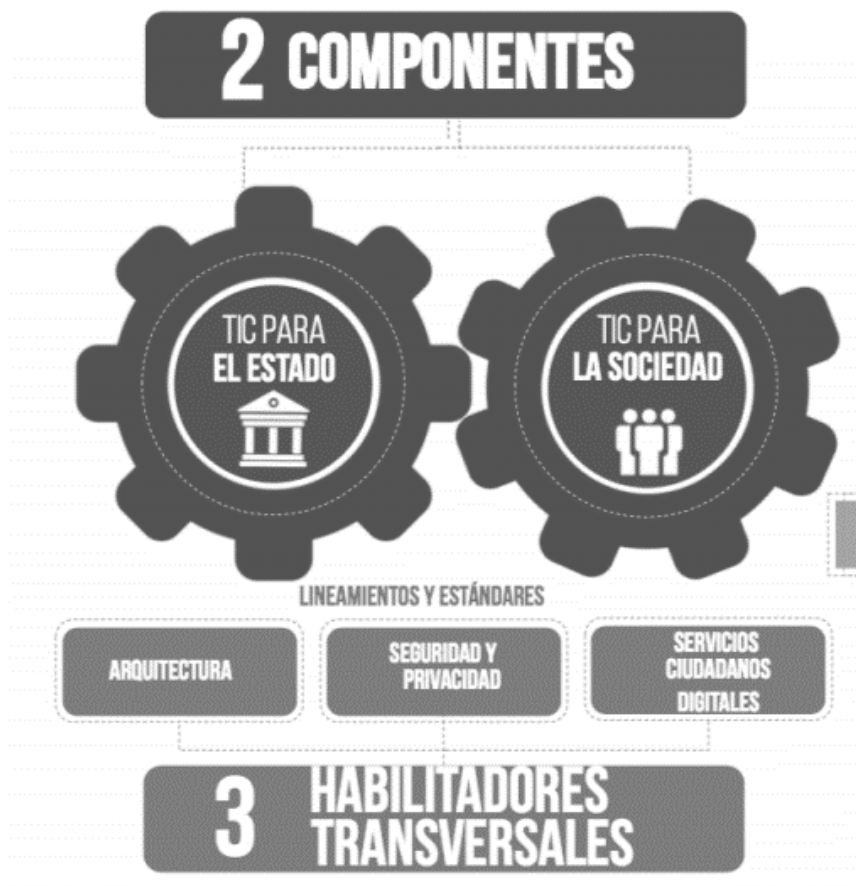 2 COMPONENTES
TIC PARA
EL ESTADO
TIC PARA
LA SOCIEDAD
LINEAMIENTOS Y ESTÁNDARES
ARQUITECTURA
SEGURIDAD Y
PRIVACIDAD
SERVICIOS
CIUDADANOS
DIGITALES
3 HABILITADORES
TRANSVERSALES